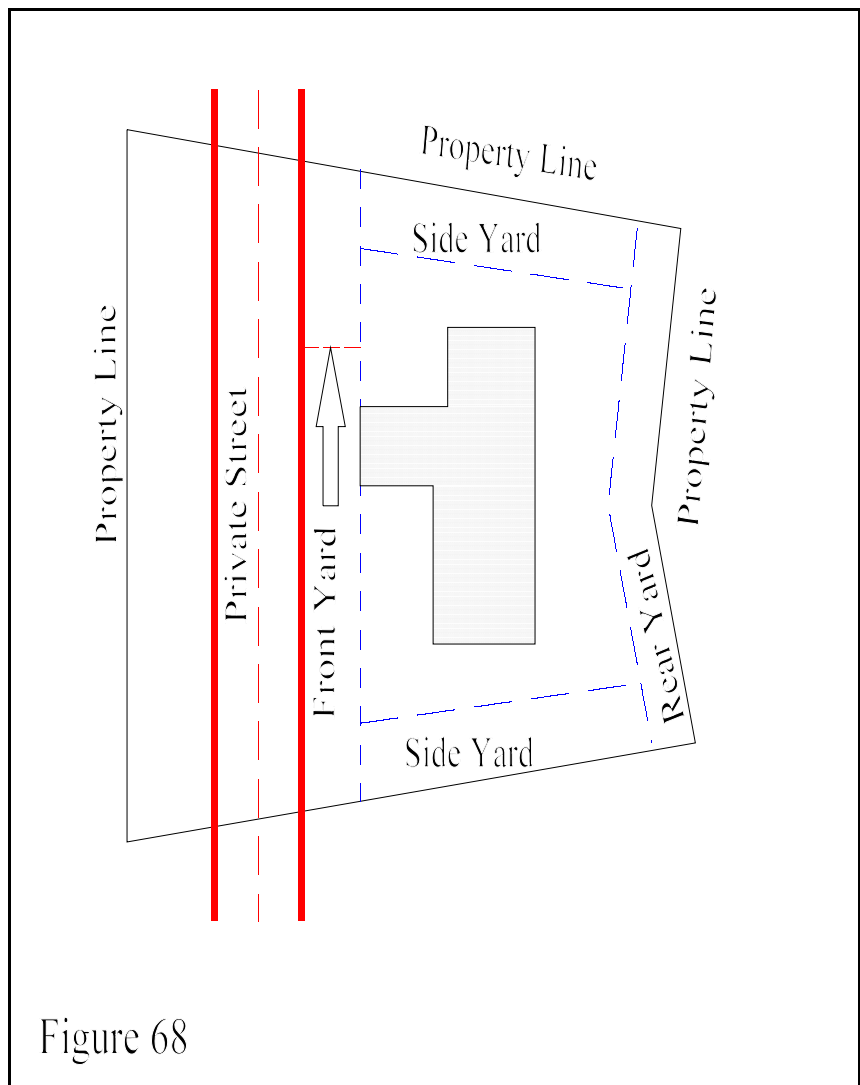 Property Line
Side Yard
Property Line
Property Line
Private Street
Front Yard
Rear Yard
Side Yard
Figure 68